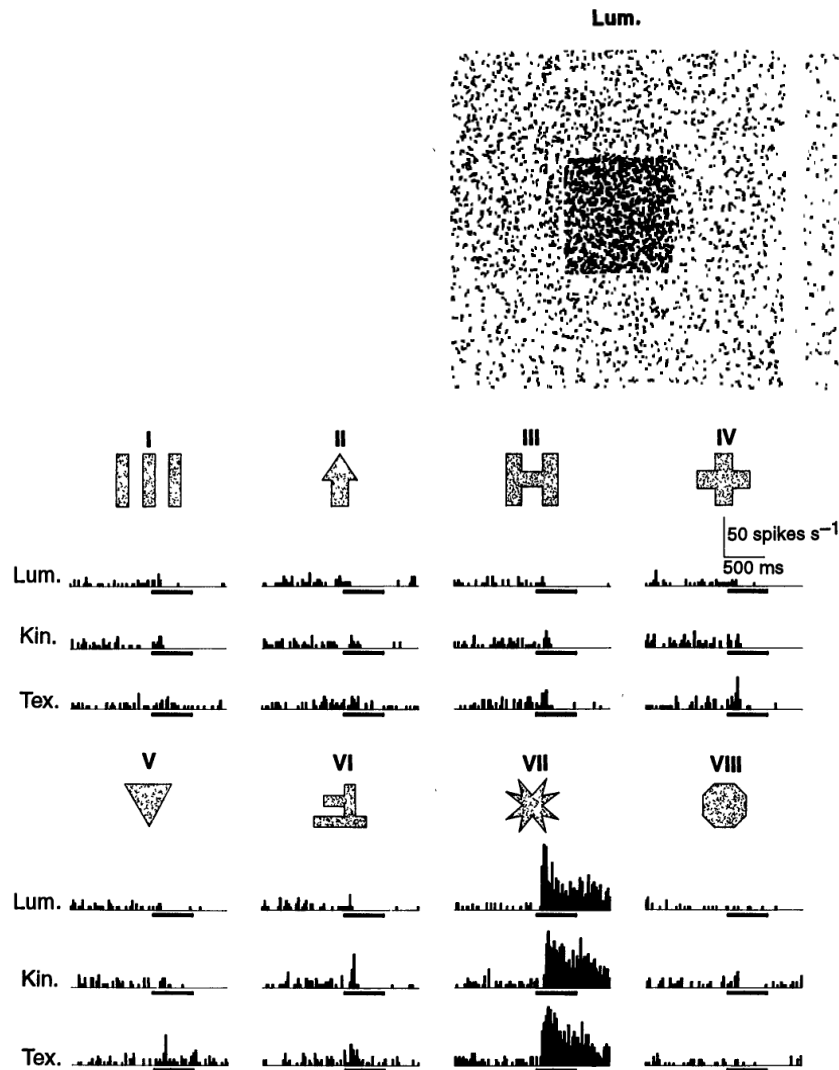 Lum.
I II III IV
50 spikes s⁻¹
500 ms
Lum.
Kin.
Tex.
V VI VII VIII
Lum.
Kin.
Tex.